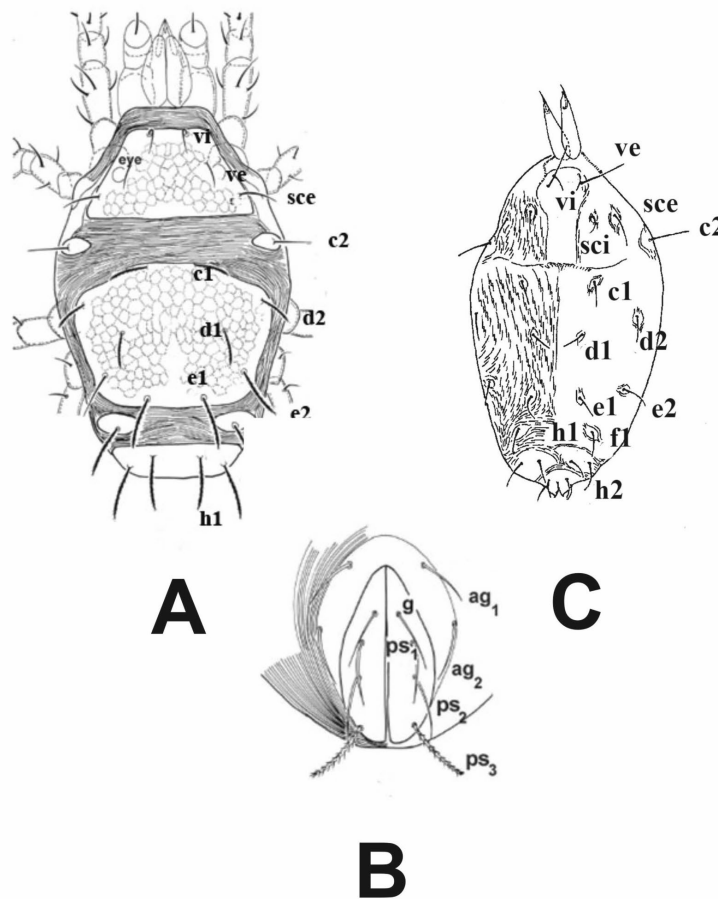 vi
eye
ve
sce
c2
c1
d2
d1
e1
e2
h1
A
ve
vi
sce
c2
sci
c1
d2
d1
e1
e2
h1
f1
h2
C
ag1
g
ps1
ag2
ps2
ps3
B